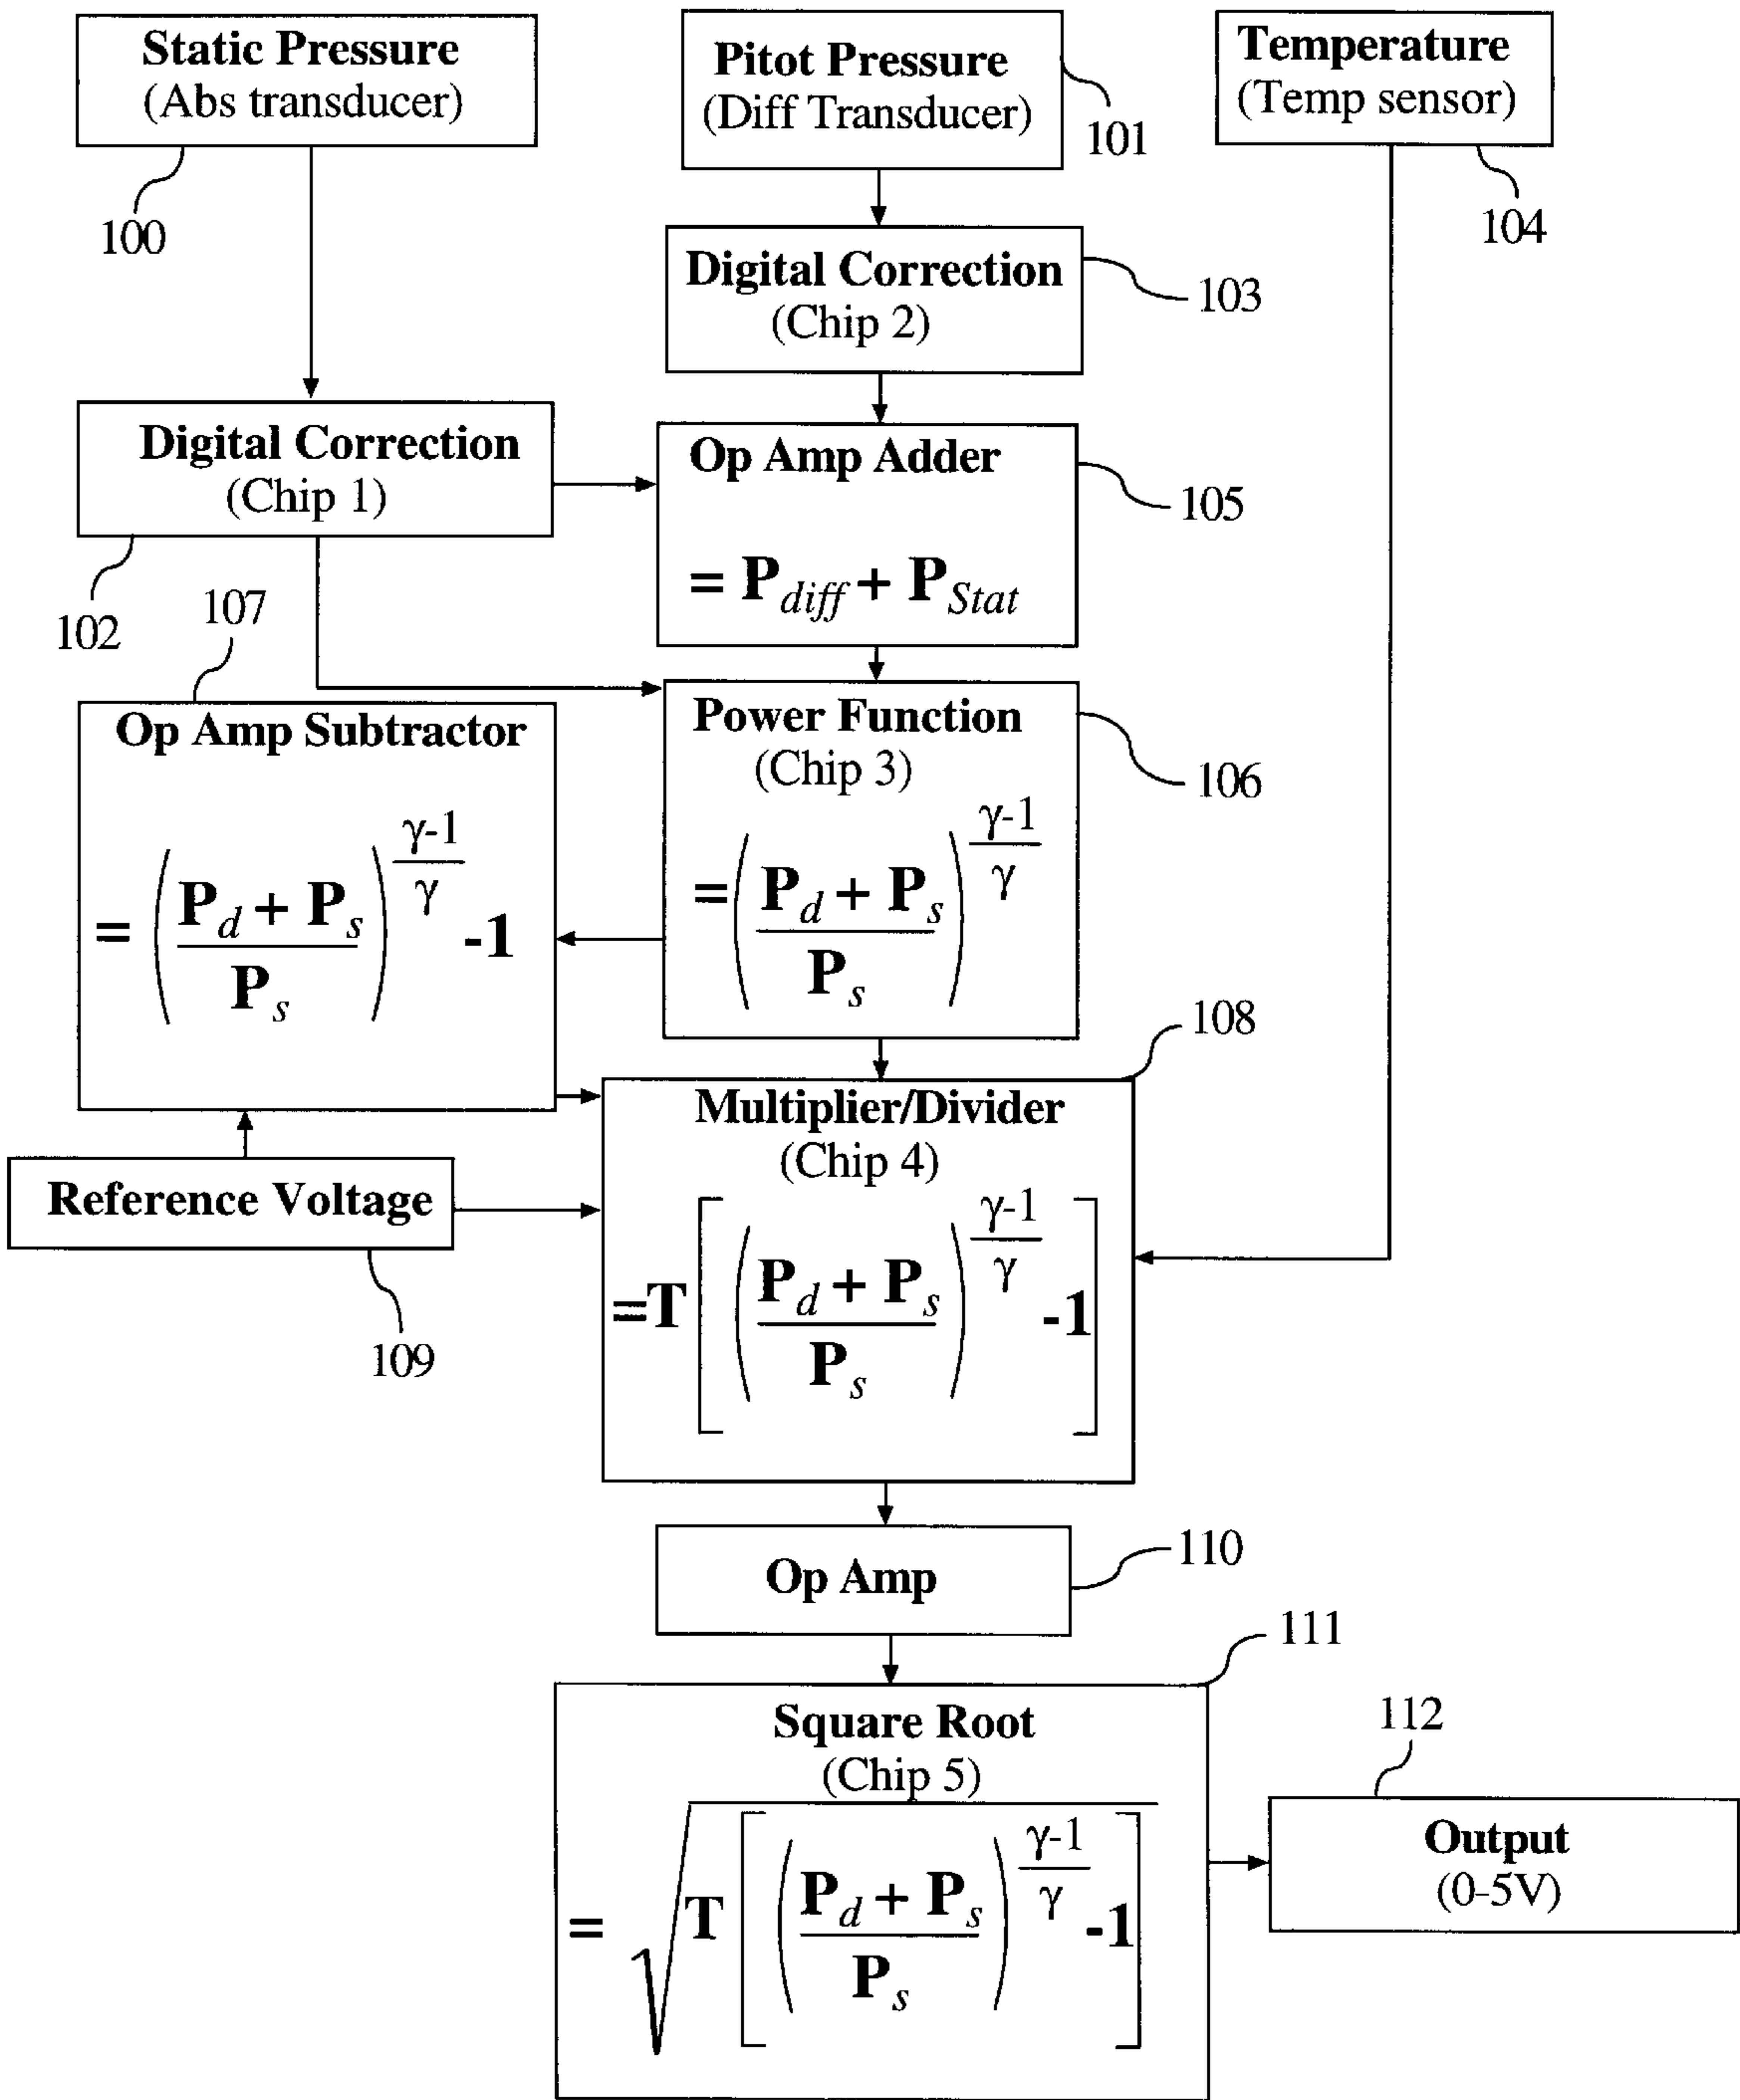 Static Pressure
(Abs transducer)
100
Pitot Pressure
(Diff Transducer)
101
Temperature
(Temp sensor)
104
Digital Correction
(Chip 2)
103
Digital Correction
(Chip 1)
102
Op Amp Adder
= P_diff + P_Stat
105
107
Op Amp Subtractor
= ((P_d + P_s)/P_s)^((γ-1)/γ) -1
Power Function
(Chip 3)
= ((P_d + P_s)/P_s)^((γ-1)/γ)
106
108
Multiplier/Divider
(Chip 4)
=T[((P_d + P_s)/P_s)^((γ-1)/γ) -1]
Reference Voltage
109
Op Amp
110
111
Square Root
(Chip 5)
= √(T[((P_d + P_s)/P_s)^((γ-1)/γ) -1])
112
Output
(0-5V)